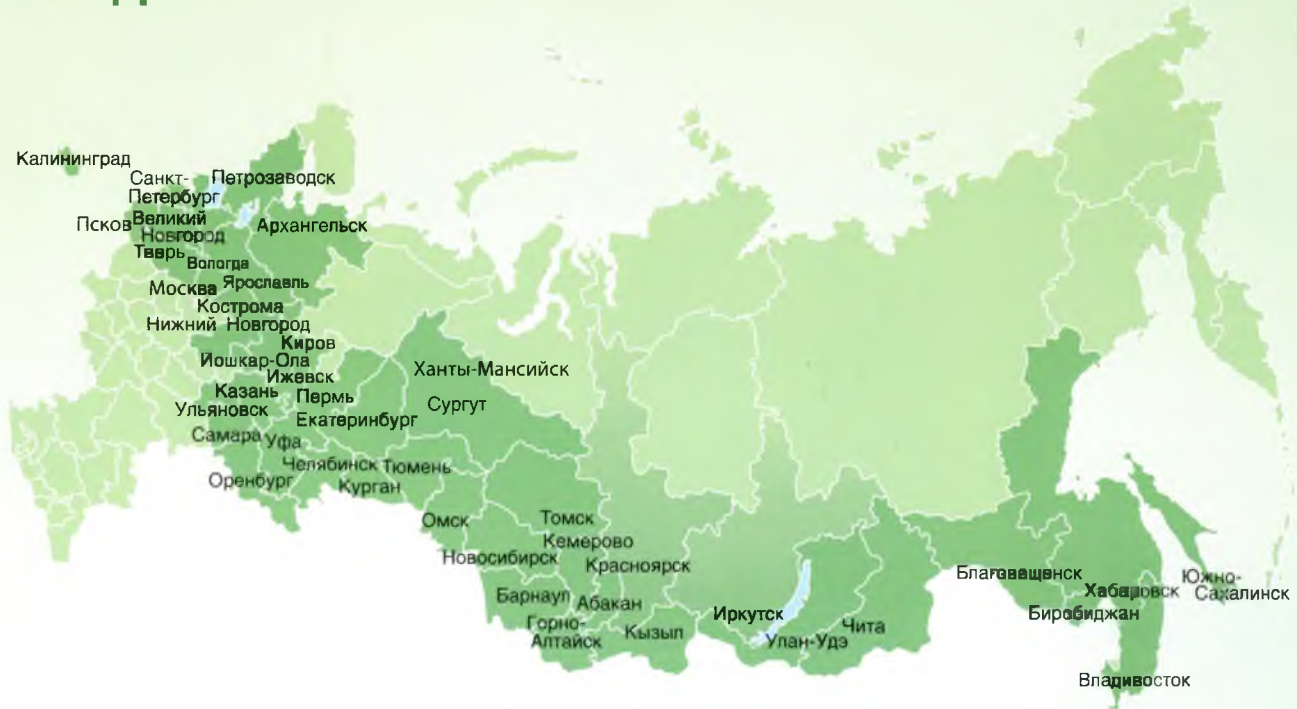 Калининград
Санкт-
Петербург
Петрозаводск
Псков
Великий
Новгород
Архангельск
Тверь
Вологда
Москва
Ярославль
Кострома
Нижний Новгород
Киров
Йошкар-Ола
Ижевск
Казань
Пермь
Ульяновск
Екатеринбург
Ханты-Мансийск
Сургут
Самара
Уфа
Челябинск
Тюмень
Оренбург
Курган
Омск
Томск
Кемерово
Новосибирск
Красноярск
Барнаул
Абакан
Горно-
Алтайск
Кызыл
Иркутск
Улан-Удэ
Чита
Благовещенск
Хабаровск
Биробиджан
Южно-
Сахалинск
Владивосток